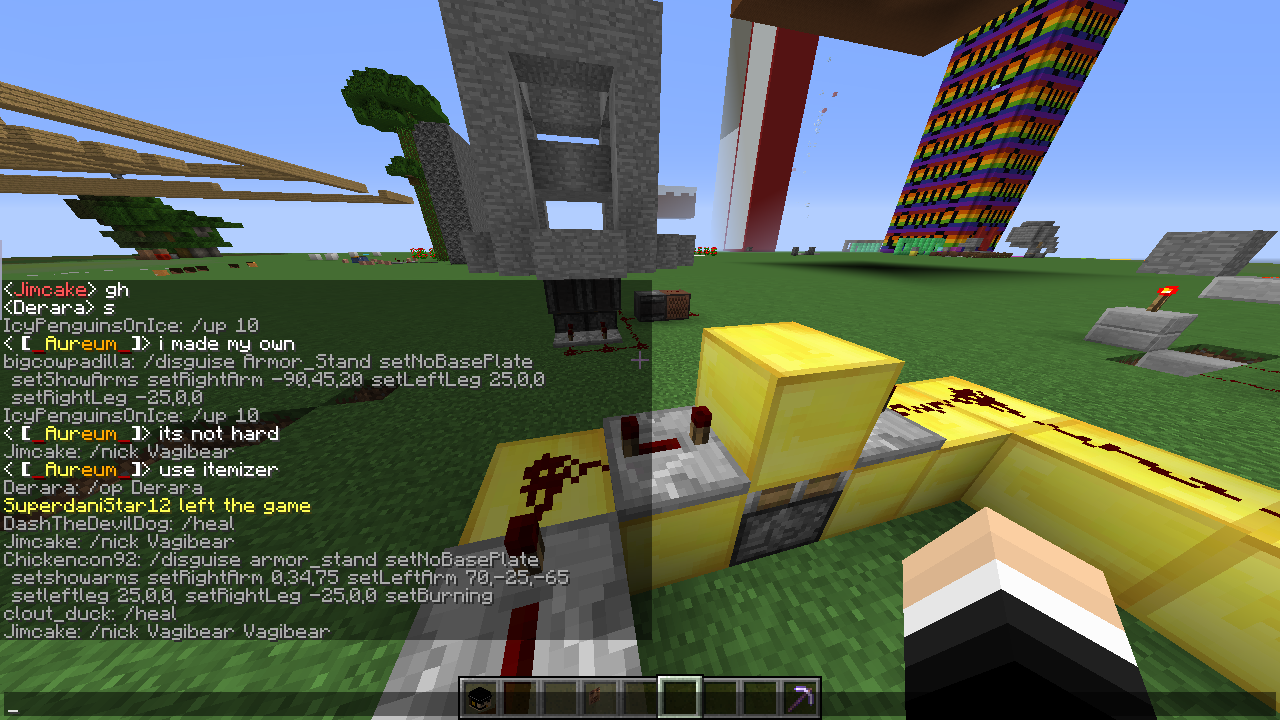 <Jimcake> gh
<Derara> s
IcyPenguinsOnIce: /up 10
< [_Aureum_]> i made my own
bigcowpadilla: /disguise Armor_Stand setNoBasePlate
setShowArms setRightArm -90,45,20 setLeftLeg 25,0,0
setRightLeg -25,0,0
IcyPenguinsOnIce: /up 10
< [_Aureum_]> its not hard
Jimcake: /nick Vagibear
< [_Aureum_]> use itemizer
Derara: /op Derara
SuperdaniStar12 left the game
DashTheDevilDog: /heal
Jimcake: /nick Vagibear
Chickencon92: /disguise armor_stand setNoBasePlate
setshowarms setRightArm 0,34,75 setLeftArm 70,-25,-65
setleftleg 25,0,0, setRightLeg -25,0,0 setBurning
clout_duck: /heal
Jimcake: /nick Vagibear Vagibear
_